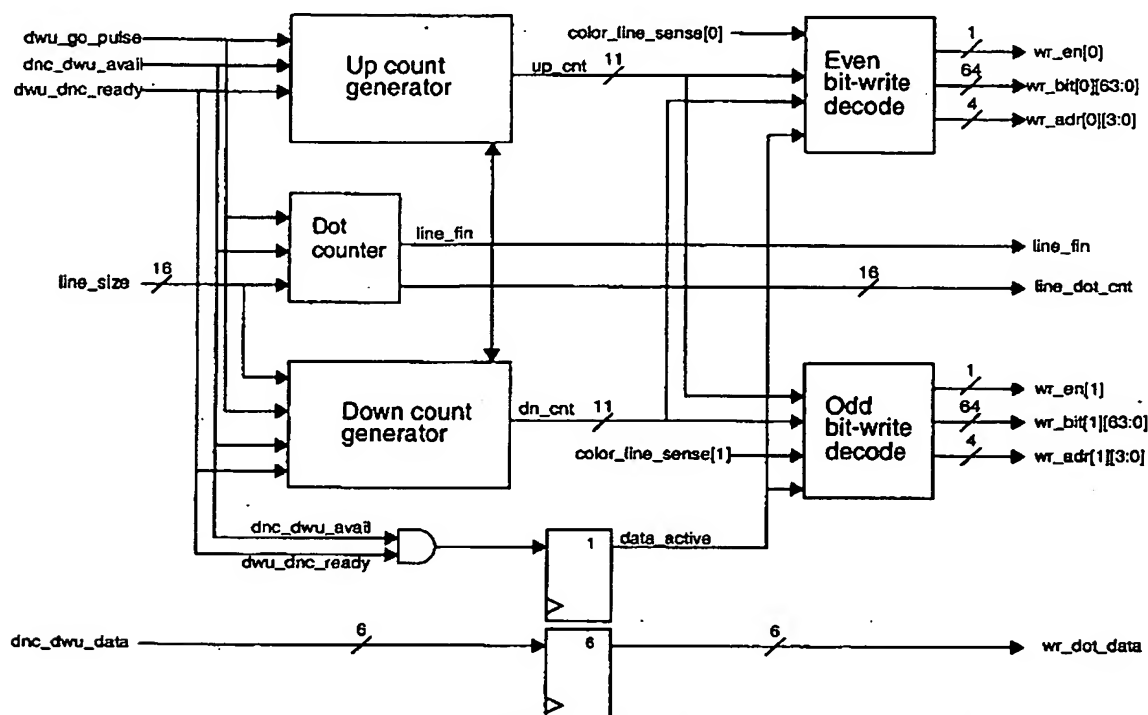 dwu_go_pulse
dnc_dwu_avail
dwu_dnc_ready
Up count
generator
up_cnt
11
color_line_sense[0]
Even
bit-write
decode
1
wr_en[0]
64
wr_bit[0][63:0]
4
wr_adr[0][3:0]
Dot
counter
line_fin
line_fin
line_size
16
16
line_dot_cnt
Down count
generator
dn_cnt
11
color_line_sense[1]
Odd
bit-write
decode
1
wr_en[1]
64
wr_bit[1][63:0]
4
wr_adr[1][3:0]
dnc_dwu_avail
dwu_dnc_ready
1
data_active
dnc_dwu_data
6
6
6
wr_dot_data